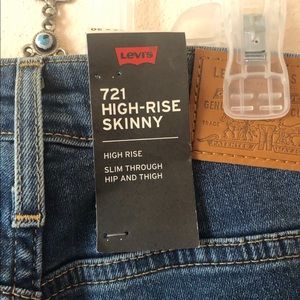 Levi's
721
HIGH-RISE
SKINNY
HIGH RISE
SLIM THROUGH
HIP AND THIGH